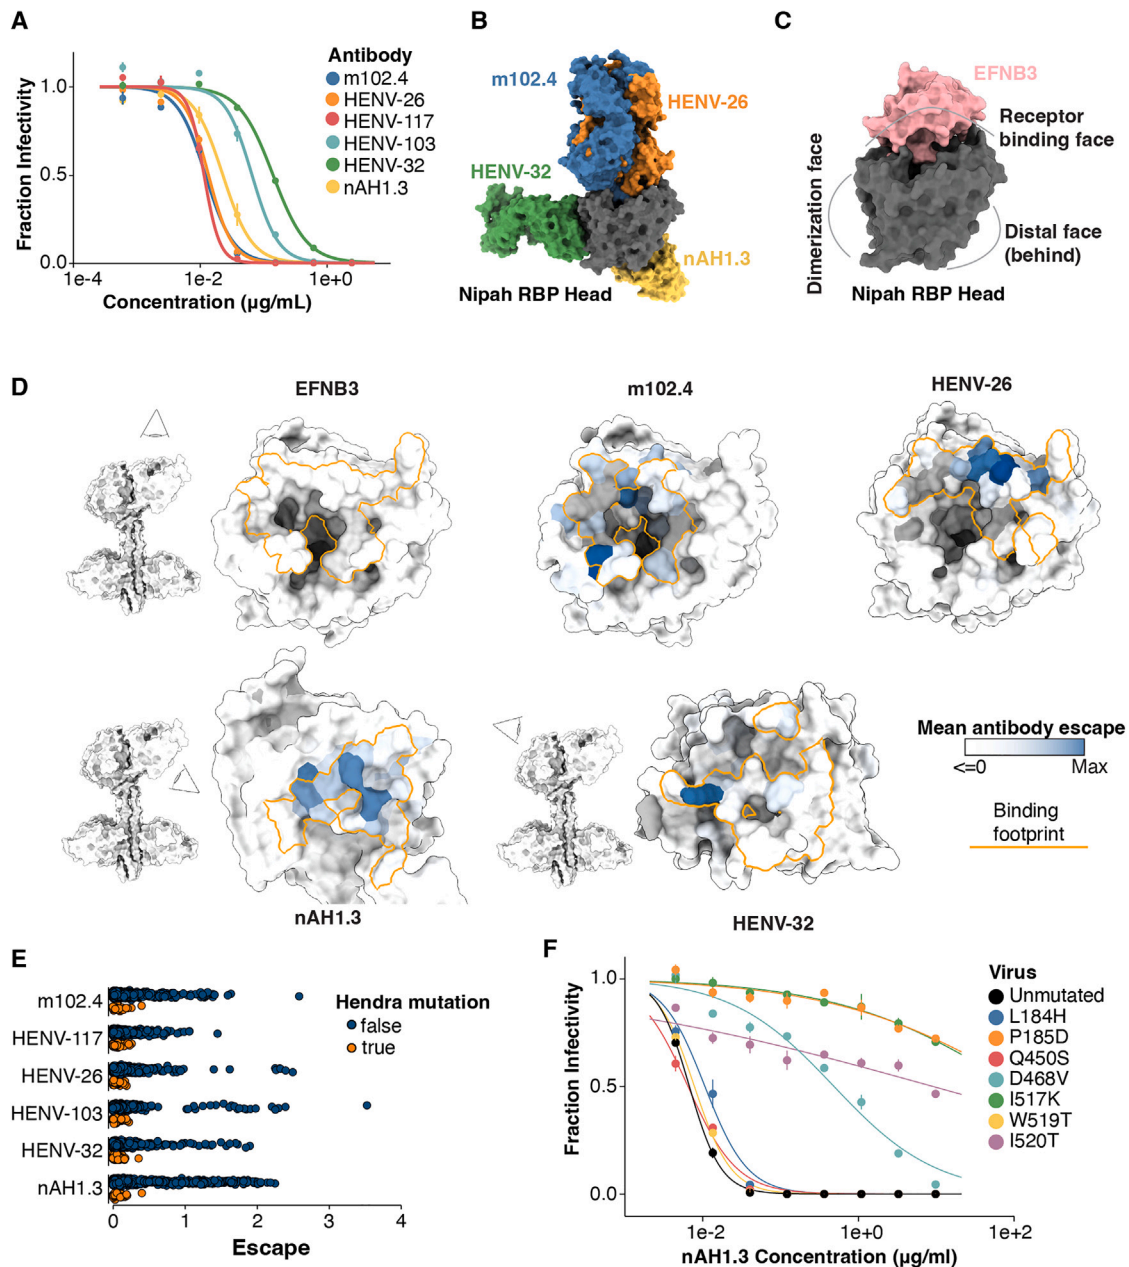 A
Fraction Infectivity
1.0
0.5
0.0
1e-4
1e-2
1e+0
Concentration (µg/mL)
Antibody
m102.4
HENV-26
HENV-117
HENV-103
HENV-32
nAH1.3
B
m102.4
HENV-26
HENV-32
nAH1.3
Nipah RBP Head
C
EFNB3
Receptor
binding face
Dimerization face
Distal face
(behind)
Nipah RBP Head
D
EFNB3
m102.4
HENV-26
nAH1.3
HENV-32
Mean antibody escape
<=0
Max
Binding
footprint
E
m102.4
HENV-117
HENV-26
HENV-103
HENV-32
nAH1.3
0
1
2
3
4
Escape
Hendra mutation
false
true
F
Fraction Infectivity
1.0
0.5
0.0
1e-2
1e+0
1e+2
nAH1.3 Concentration (µg/ml)
Virus
Unmutated
L184H
P185D
Q450S
D468V
I517K
W519T
I520T